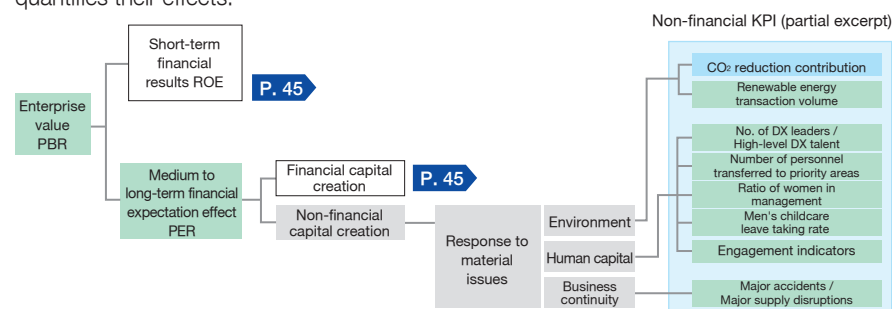 quantifies their effects.
Non-financial KPI (partial excerpt)
Short-term
financial
results ROE
P. 45
Enterprise
value
PBR
Medium to
long-term financial
expectation effect
PER
Financial capital
creation
P. 45
Non-financial
capital creation
Response to
material
issues
Environment
Human capital
Business
continuity
CO2 reduction contribution
Renewable energy
transaction volume
No. of DX leaders /
High-level DX talent
Number of personnel
transferred to priority areas
Ratio of women in
management
Men's childcare
leave taking rate
Engagement indicators
Major accidents /
Major supply disruptions